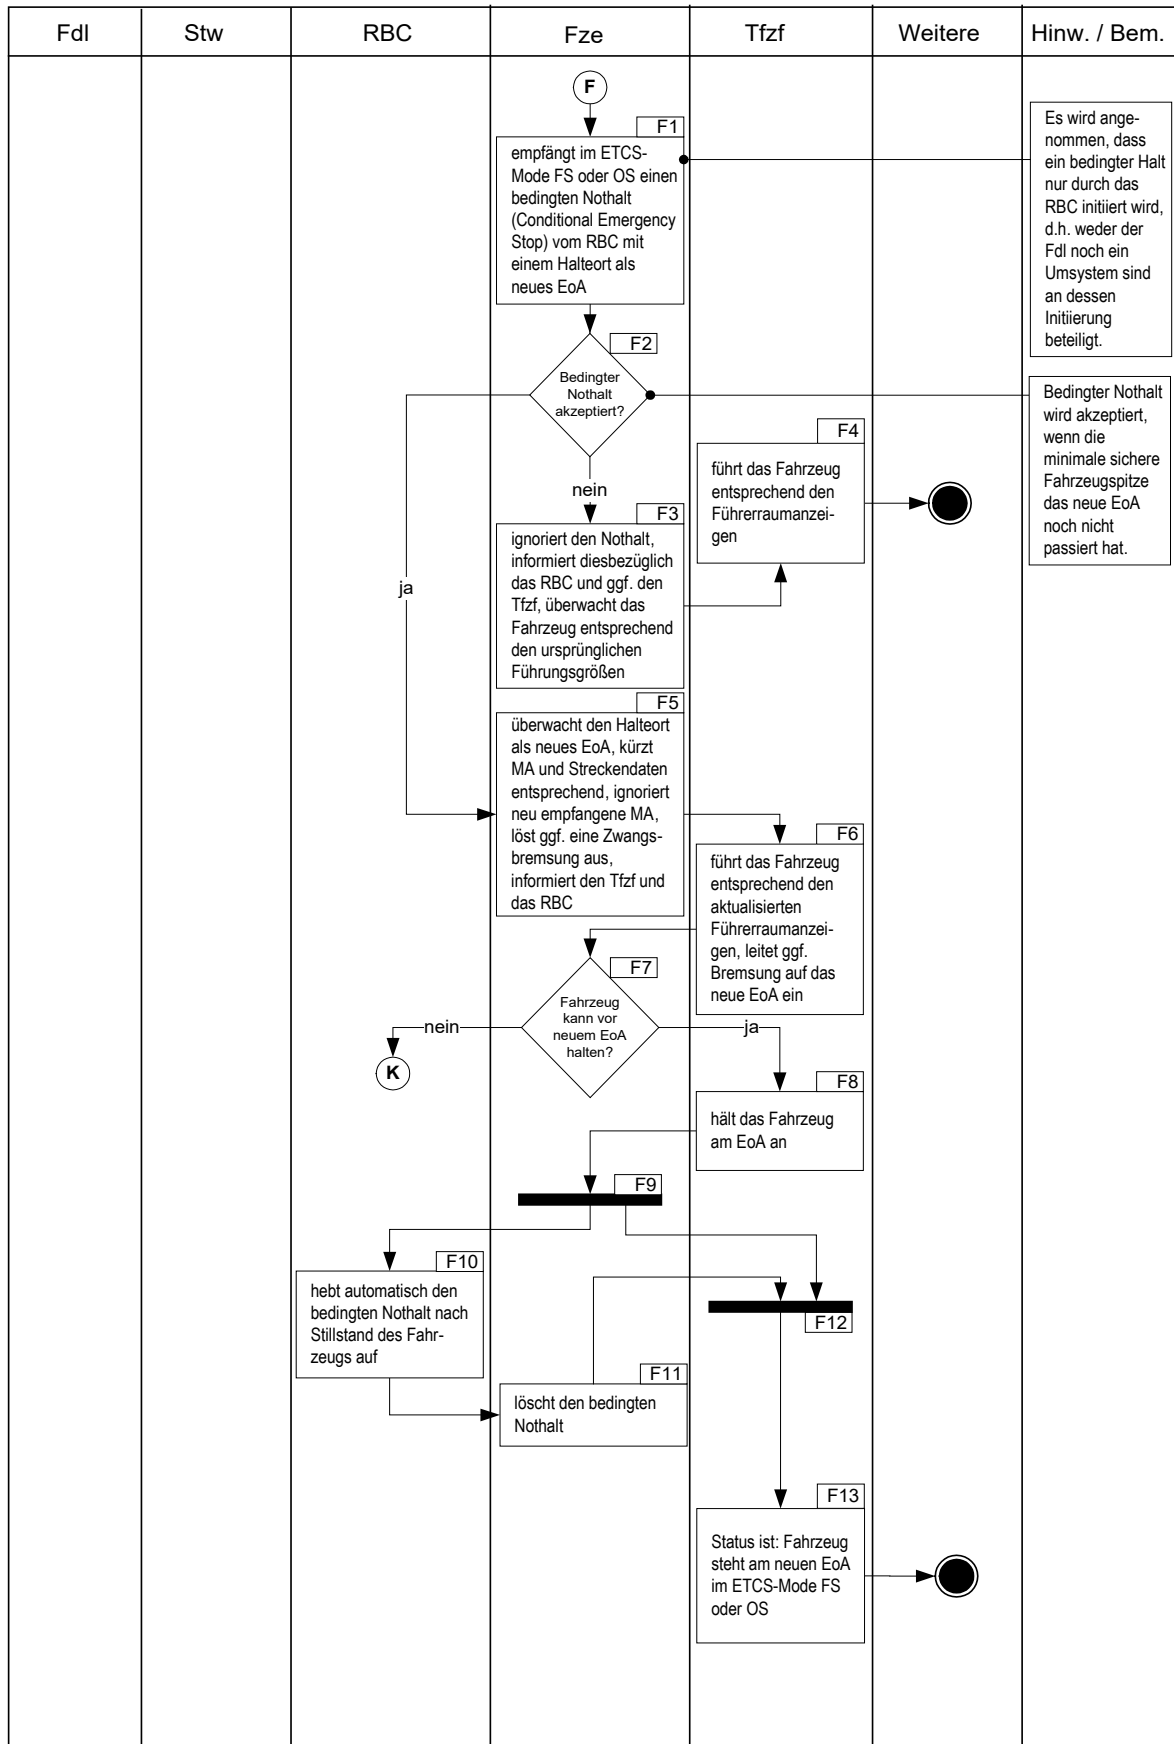 Fdl
Stw
RBC
Fze
Tfzf
Weitere
Hinw. / Bem.
F
F1
empfängt im ETCS-
Mode FS oder OS einen
bedingten Nothalt
(Conditional Emergency
Stop) vom RBC mit
einem Halteort als
neues EoA
Es wird ange-
nommen, dass
ein bedingter Halt
nur durch das
RBC initiiert wird,
d.h. weder der
Fdl noch ein
Umsystem sind
an dessen
Initiierung
beteiligt.
F2
Bedingter
Nothalt
akzeptiert?
Bedingter Nothalt
wird akzeptiert,
wenn die
minimale sichere
Fahrzeugspitze
das neue EoA
noch nicht
passiert hat.
nein
ja
F3
ignoriert den Nothalt,
informiert diesbezüglich
das RBC und ggf. den
Tfzf, überwacht das
Fahrzeug entsprechend
den ursprünglichen
Führungsgrößen
F4
führt das Fahrzeug
entsprechend den
Führerraumanzei-
gen
F5
überwacht den Halteort
als neues EoA, kürzt
MA und Streckendaten
entsprechend, ignoriert
neu empfangene MA,
löst ggf. eine Zwangs-
bremsung aus,
informiert den Tfzf und
das RBC
F6
führt das Fahrzeug
entsprechend den
aktualisierten
Führerraumanzei-
gen, leitet ggf.
Bremsung auf das
neue EoA ein
F7
Fahrzeug
kann vor
neuem EoA
halten?
nein
ja
K
F8
hält das Fahrzeug
am EoA an
F9
F10
hebt automatisch den
bedingten Nothalt nach
Stillstand des Fahr-
zeugs auf
F11
löscht den bedingten
Nothalt
F12
F13
Status ist: Fahrzeug
steht am neuen EoA
im ETCS-Mode FS
oder OS